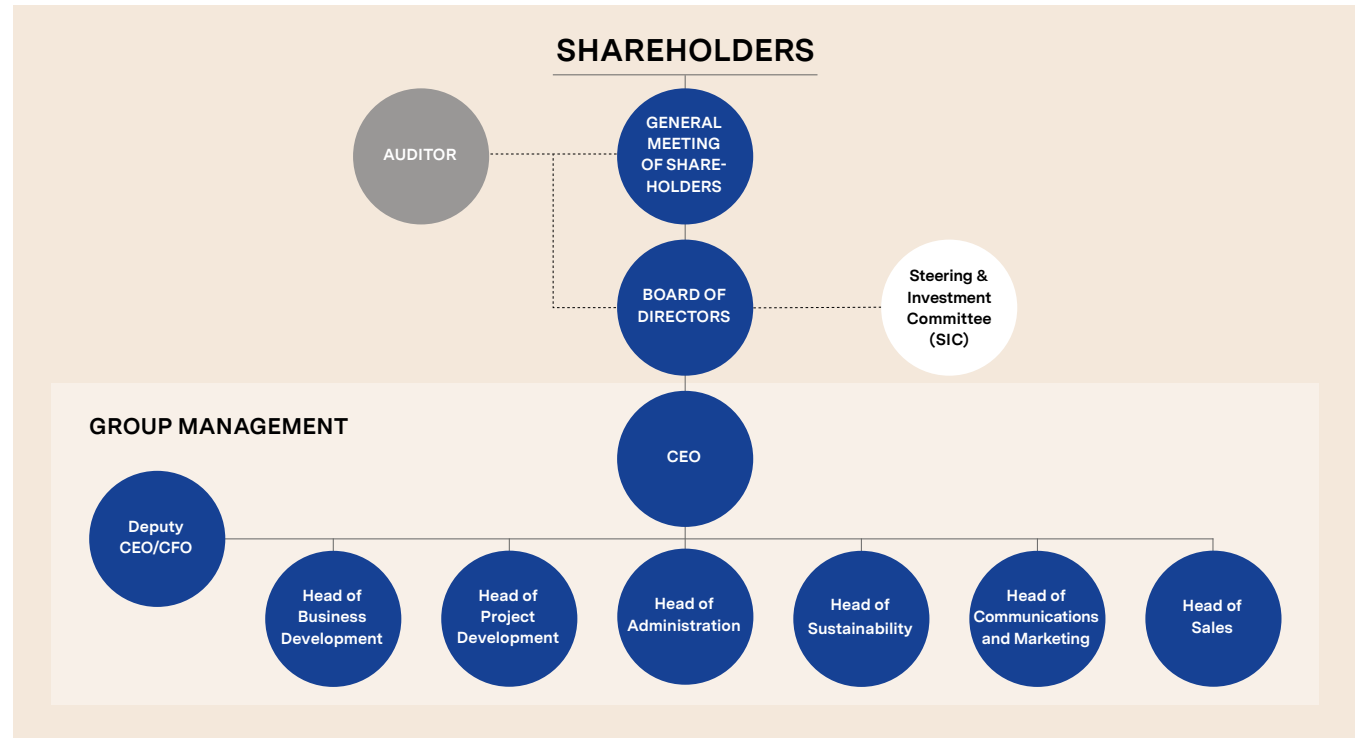 SHAREHOLDERS
AUDITOR
GENERAL
MEETING
OF SHARE-
HOLDERS
BOARD OF
DIRECTORS
Steering &
Investment
Committee
(SIC)
GROUP MANAGEMENT
CEO
Deputy
CEO/CFO
Head of
Business
Development
Head of
Project
Development
Head of
Administration
Head of
Sustainability
Head of
Communications
and Marketing
Head of
Sales